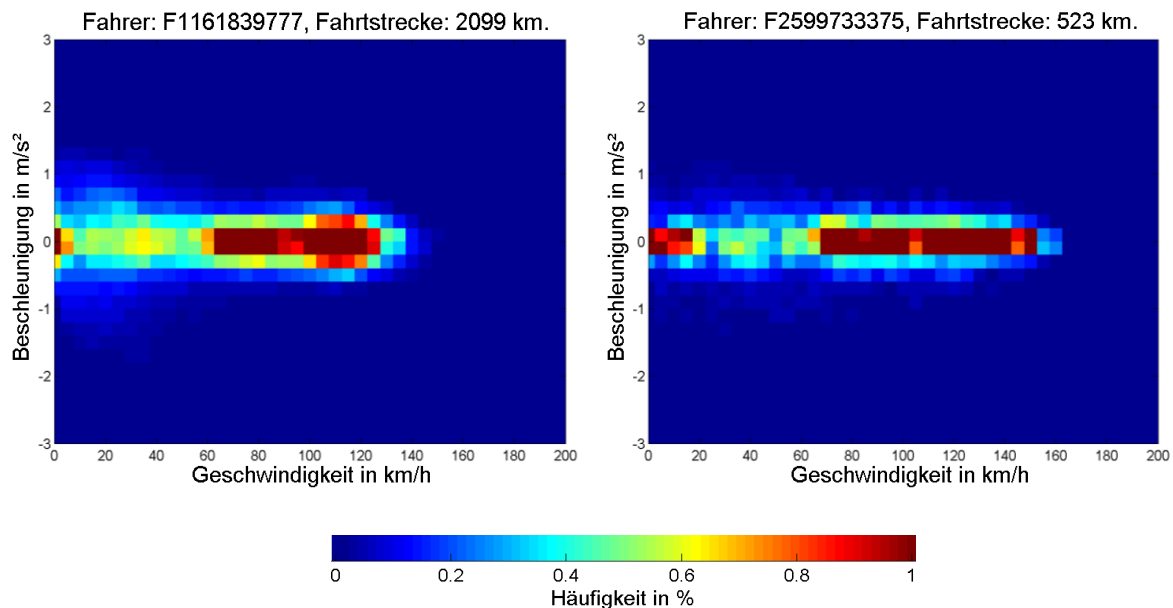 Fahrer: F1161839777, Fahrtstrecke: 2099 km.
3
2
1
0
-1
-2
-3
Beschleunigung in m/s²
0 20 40 60 80 100 120 140 160 180 200
Geschwindigkeit in km/h
Fahrer: F2599733375, Fahrtstrecke: 523 km.
3
2
1
0
-1
-2
-3
Beschleunigung in m/s²
0 20 40 60 80 100 120 140 160 180 200
Geschwindigkeit in km/h
0 0.2 0.4 0.6 0.8 1
Häufigkeit in %